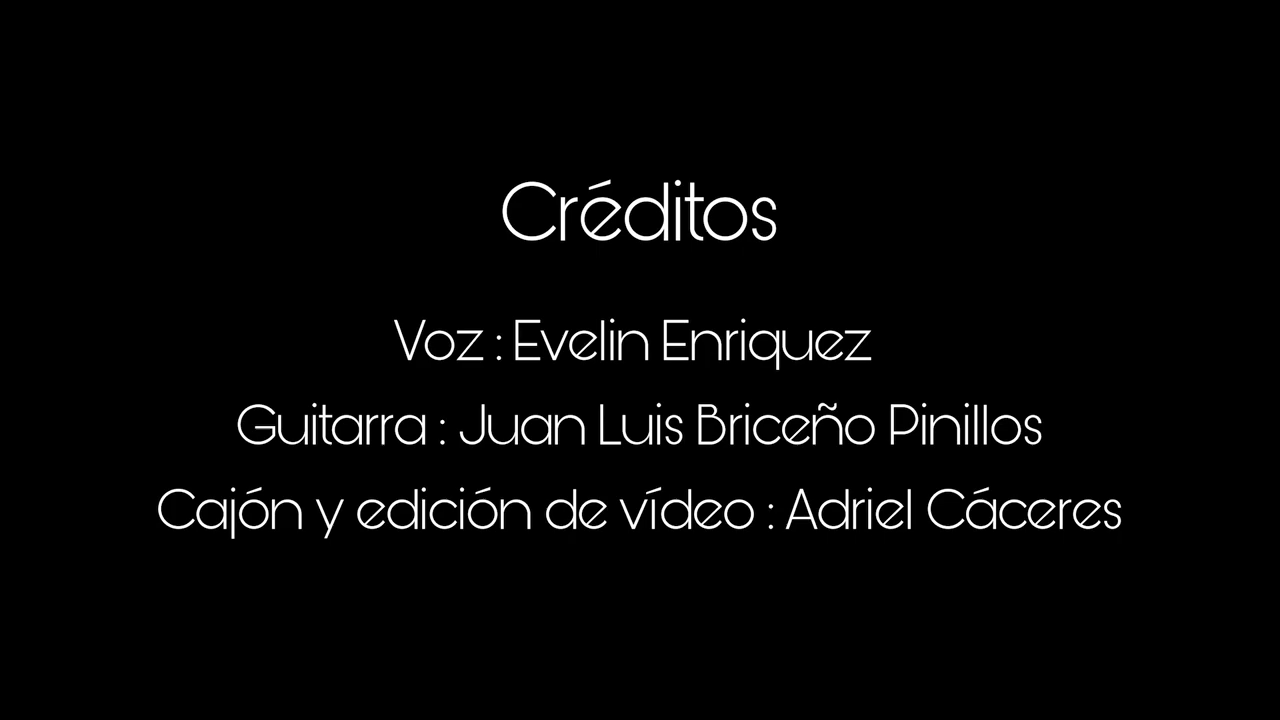 Créditos
Voz : Evelin Enriquez
Guitarra : Juan Luis Briceño Pinillos
Cajón y edición de vídeo : Adriel Cáceres